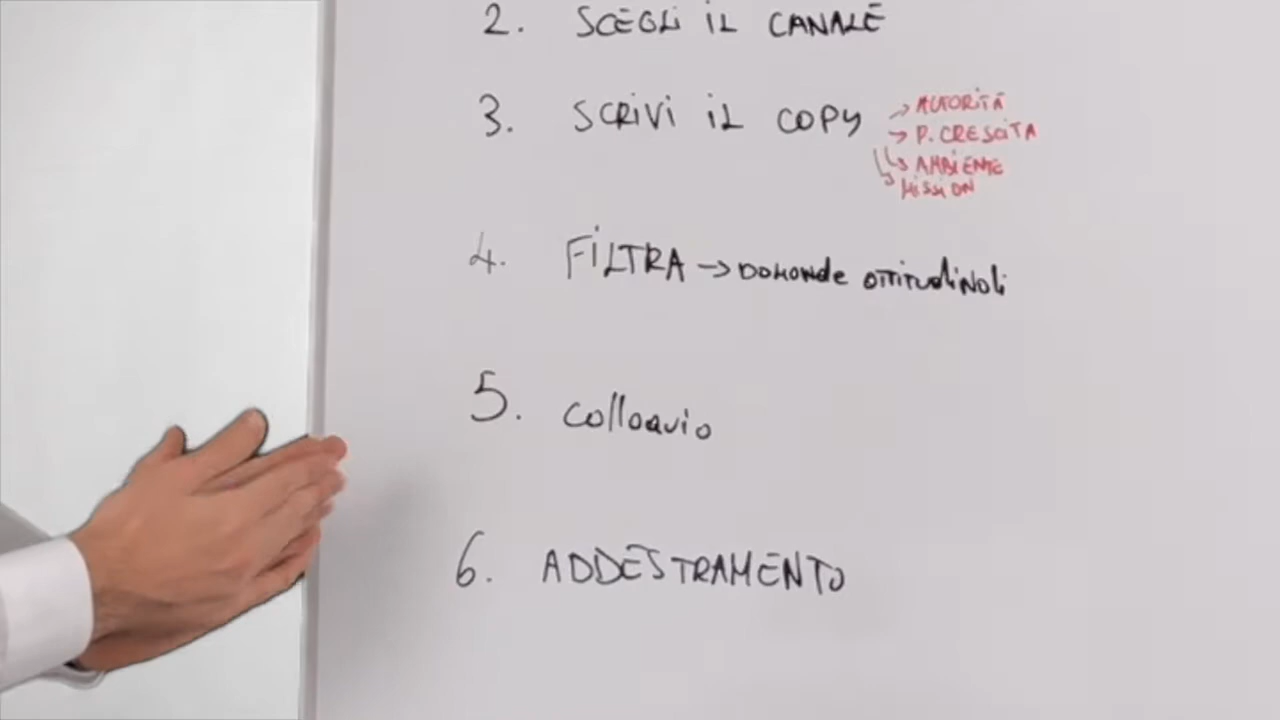 2. SCEGLI IL CANALE
3. SCRIVI IL COPY
→ AUTORITÀ
→ P. CRESCITA
↳ AMBIENTE
↳ MISSION
4. FILTRA → DOMANDE ATTITUDINALI
5. Colloquio
6. ADDESTRAMENTO